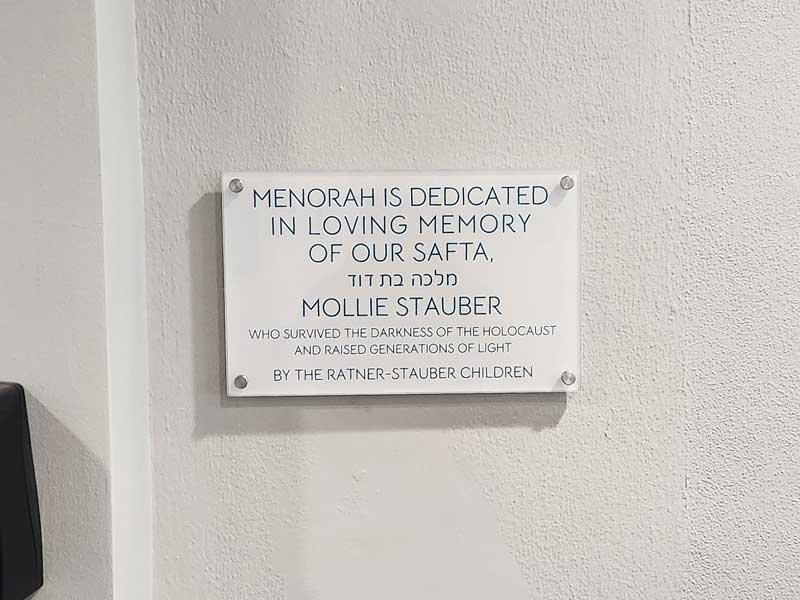 MENORAH IS DEDICATED
IN LOVING MEMORY
OF OUR SAFTA,
מלכה בת דוד
MOLLIE STAUBER
WHO SURVIVED THE DARKNESS OF THE HOLOCAUST
AND RAISED GENERATIONS OF LIGHT
BY THE RATNER-STAUBER CHILDREN